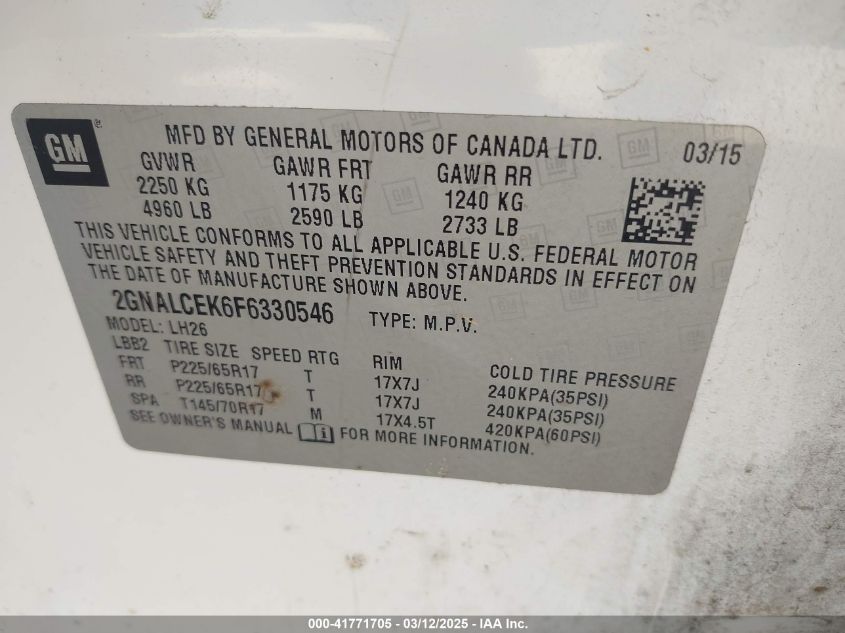 GM ®
MFD BY GENERAL MOTORS OF CANADA LTD. 03/15
GVWR GAWR FRT GAWR RR
2250 KG 1175 KG 1240 KG
4960 LB 2590 LB 2733 LB
THIS VEHICLE CONFORMS TO ALL APPLICABLE U.S. FEDERAL MOTOR
VEHICLE SAFETY AND THEFT PREVENTION STANDARDS IN EFFECT ON
THE DATE OF MANUFACTURE SHOWN ABOVE.
2GNALCEK6F6330546 TYPE: M.P.V.
MODEL: LH26
LBB2 TIRE SIZE SPEED RTG RIM COLD TIRE PRESSURE
FRT P225/65R17 T 17X7J 240KPA(35PSI)
RR P225/65R17 T 17X7J 240KPA(35PSI)
SPA T145/70R17 M 17X4.5T 420KPA(60PSI)
SEE OWNER'S MANUAL FOR MORE INFORMATION.
000-41771705 - 03/12/2025 - IAA Inc.